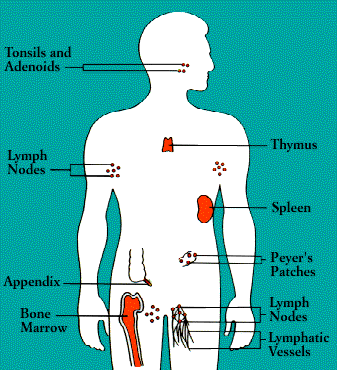 Tonsils and
Adenoids
Thymus
Lymph
Nodes
Spleen
Peyer's
Patches
Appendix
Bone
Marrow
Lymph
Nodes
Lymphatic
Vessels